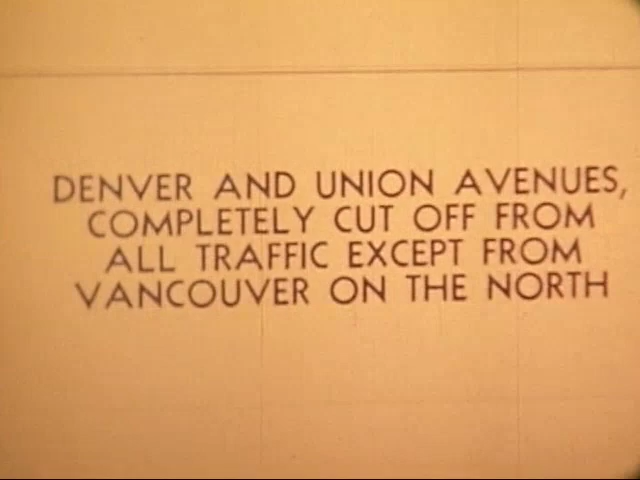 DENVER AND UNION AVENUES,
COMPLETELY CUT OFF FROM
ALL TRAFFIC EXCEPT FROM
VANCOUVER ON THE NORTH